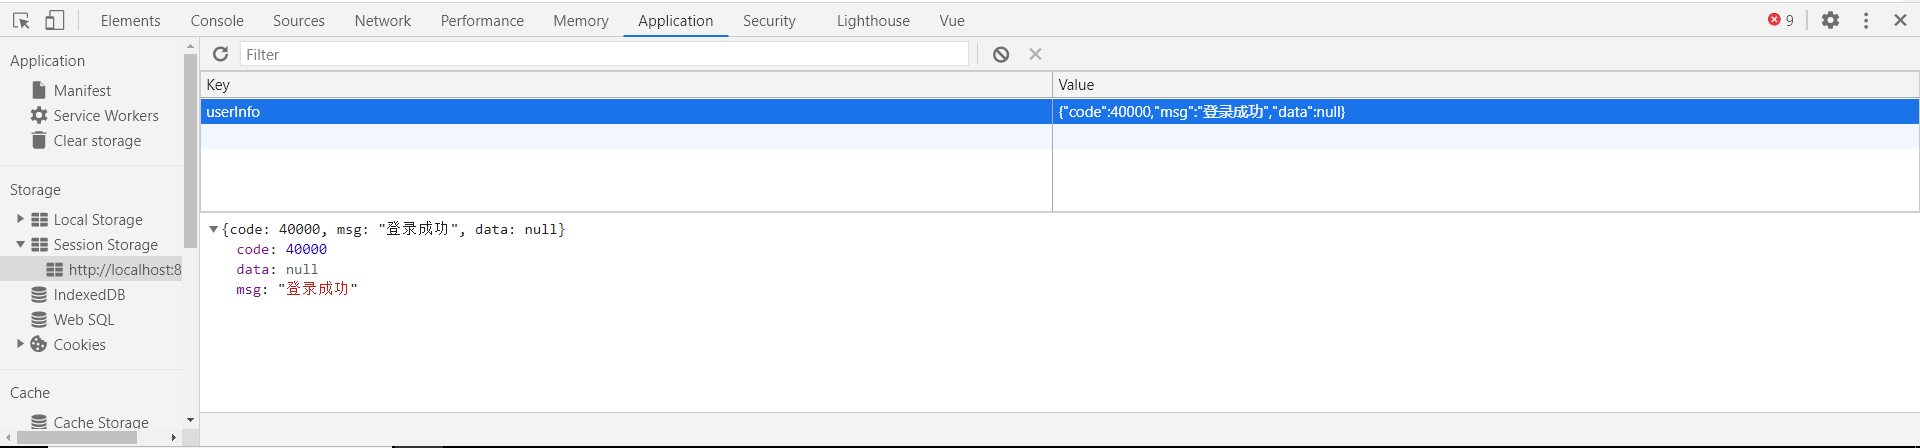 Elements Console Sources Network Performance Memory Application Security Lighthouse Vue 9
Application
Manifest
Service Workers
Clear storage
Storage
Local Storage
Session Storage
http://localhost:8
IndexedDB
Web SQL
Cookies
Cache
Cache Storage
Filter
Key Value
userInfo {"code":40000,"msg":"登录成功","data":null}
{code: 40000, msg: "登录成功", data: null}
code: 40000
data: null
msg: "登录成功"